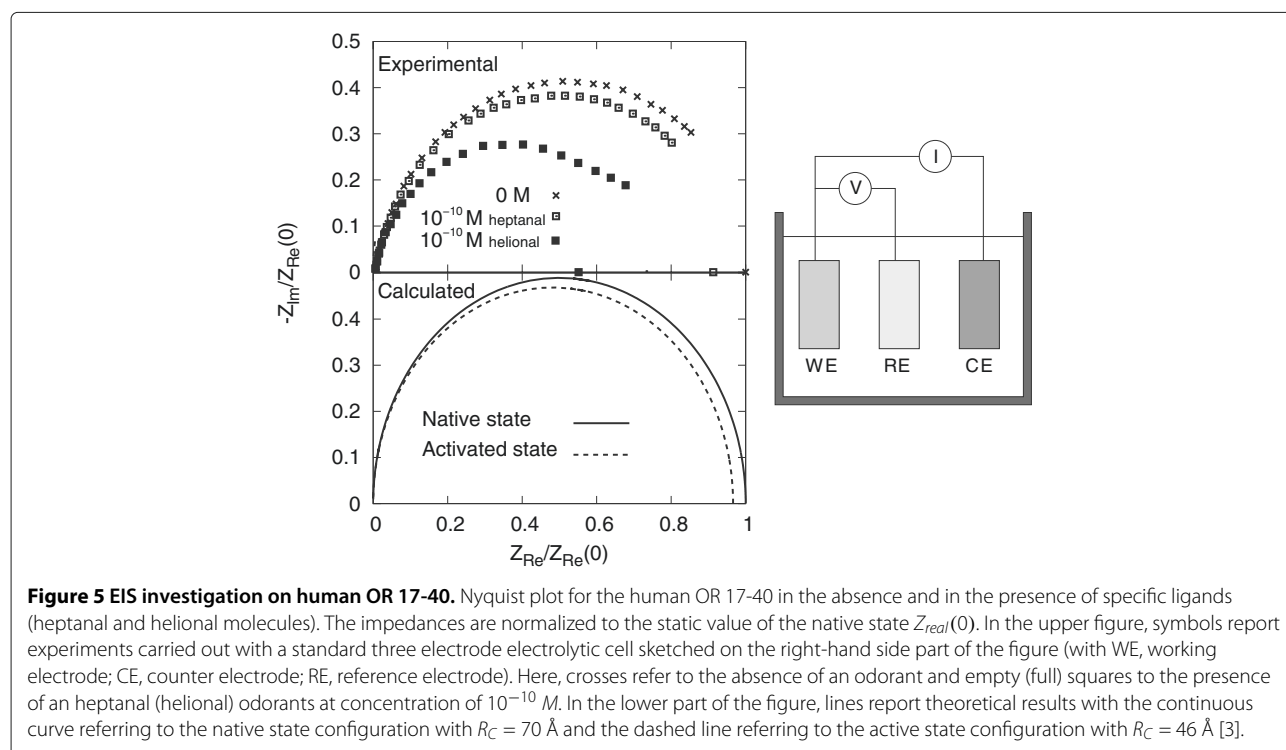 0.5
Experimental
0.4
0.3
0.2
0 M
10⁻¹⁰ M heptanal
0.1
10⁻¹⁰ M helional
0
Calculated
0.4
0.3
0.2
Native state
Activated state
0.1
0
0 0.2 0.4 0.6 0.8 1
-Z_Im/Z_Re(0)
Z_Re/Z_Re(0)
I
V
WE RE CE
Figure 5 EIS investigation on human OR 17-40. Nyquist plot for the human OR 17-40 in the absence and in the presence of specific ligands
(heptanal and helional molecules). The impedances are normalized to the static value of the native state Z_real(0). In the upper figure, symbols report
experiments carried out with a standard three electrode electrolytic cell sketched on the right-hand side part of the figure (with WE, working
electrode; CE, counter electrode; RE, reference electrode). Here, crosses refer to the absence of an odorant and empty (full) squares to the presence
of an heptanal (helional) odorants at concentration of 10⁻¹⁰ M. In the lower part of the figure, lines report theoretical results with the continuous
curve referring to the native state configuration with R_C = 70 Å and the dashed line referring to the active state configuration with R_C = 46 Å [3].